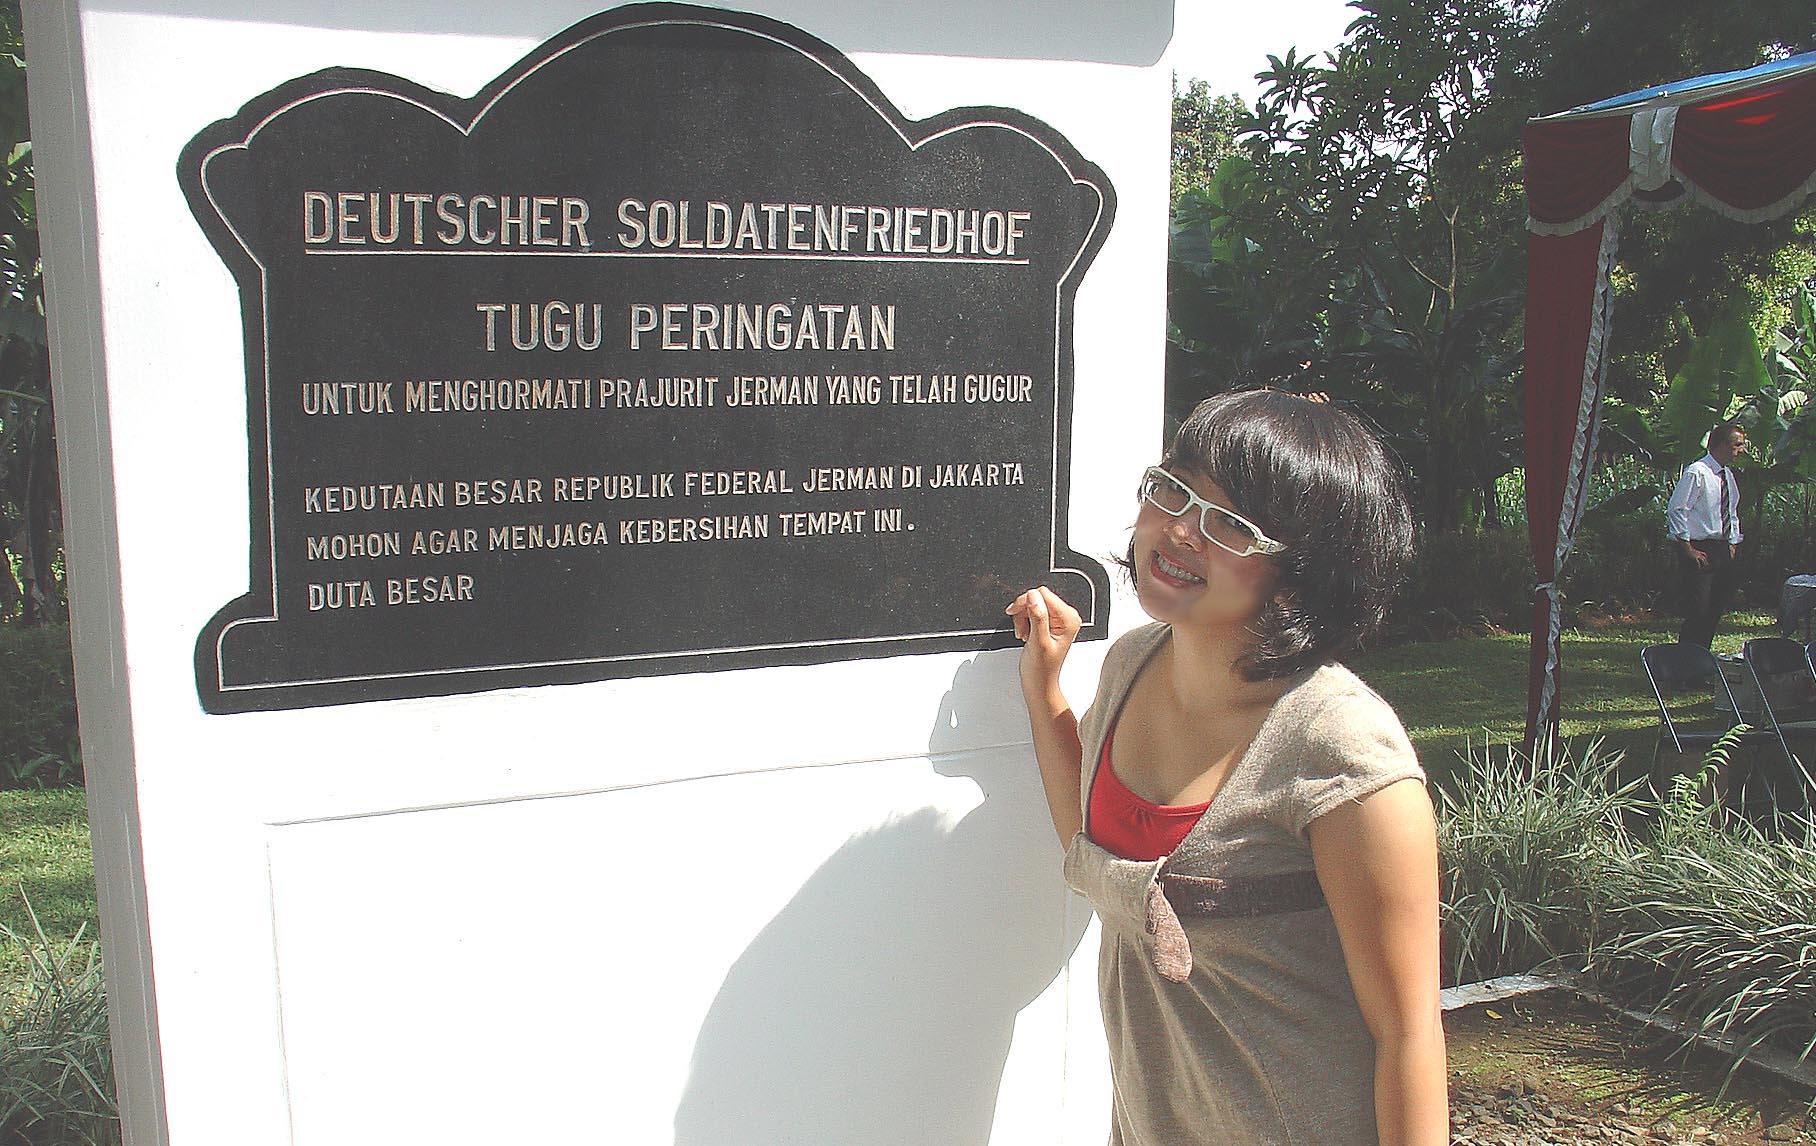 DEUTSCHER SOLDATENFRIEDHOF
TUGU PERINGATAN
UNTUK MENGHORMATI PRAJURIT JERMAN YANG TELAH GUGUR
KEDUTAAN BESAR REPUBLIK FEDERAL JERMAN DI JAKARTA
MOHON AGAR MENJAGA KEBERSIHAN TEMPAT INI.
DUTA BESAR